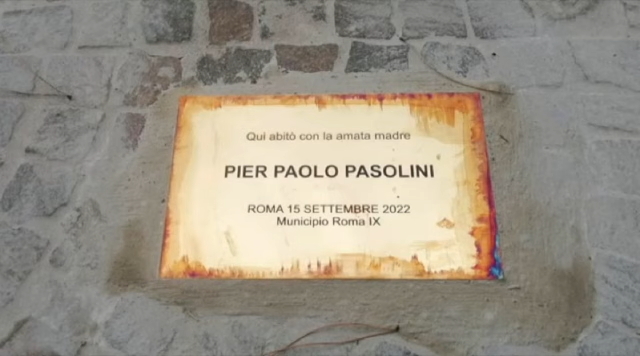 Qui abitò con la amata madre
PIER PAOLO PASOLINI
ROMA 15 SETTEMBRE 2022
Municipio Roma IX